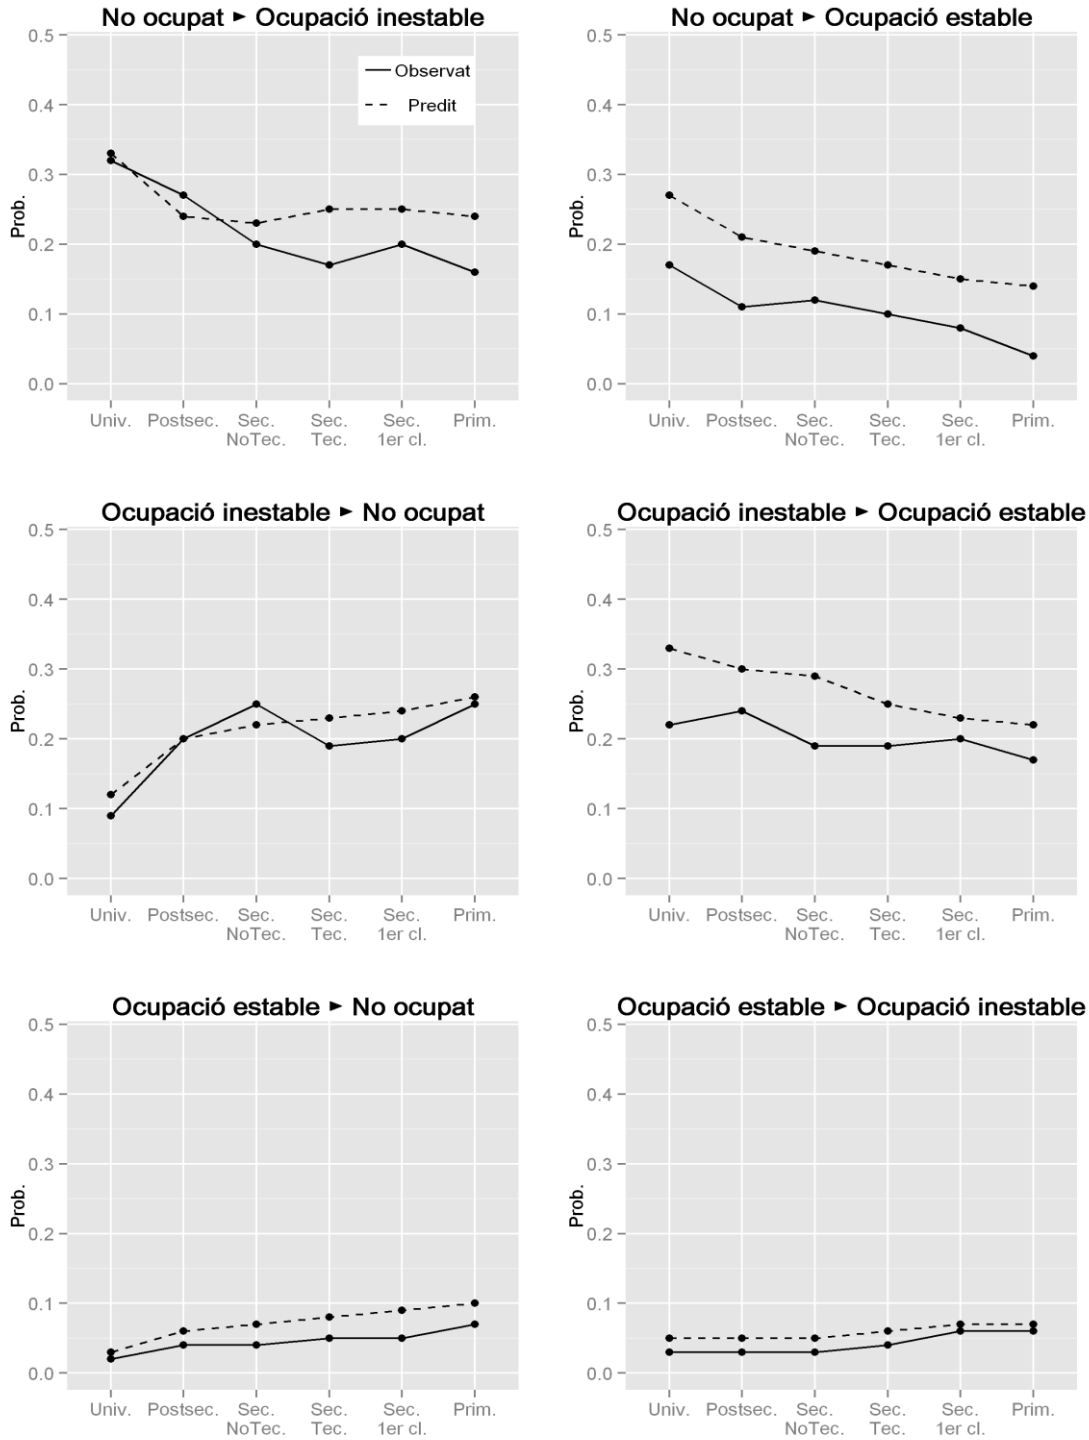 No ocupat ► Ocupació inestable
0.5
0.4
0.3
0.2
0.1
0.0
Prob.
Observat
Predit
Univ. Postsec. Sec. Sec. Sec. Prim.
NoTec. Tec. 1er cl.
No ocupat ► Ocupació estable
0.5
0.4
0.3
0.2
0.1
0.0
Prob.
Univ. Postsec. Sec. Sec. Sec. Prim.
NoTec. Tec. 1er cl.
Ocupació inestable ► No ocupat
0.5
0.4
0.3
0.2
0.1
0.0
Prob.
Univ. Postsec. Sec. Sec. Sec. Prim.
NoTec. Tec. 1er cl.
Ocupació inestable ► Ocupació estable
0.5
0.4
0.3
0.2
0.1
0.0
Prob.
Univ. Postsec. Sec. Sec. Sec. Prim.
NoTec. Tec. 1er cl.
Ocupació estable ► No ocupat
0.5
0.4
0.3
0.2
0.1
0.0
Prob.
Univ. Postsec. Sec. Sec. Sec. Prim.
NoTec. Tec. 1er cl.
Ocupació estable ► Ocupació inestable
0.5
0.4
0.3
0.2
0.1
0.0
Prob.
Univ. Postsec. Sec. Sec. Sec. Prim.
NoTec. Tec. 1er cl.